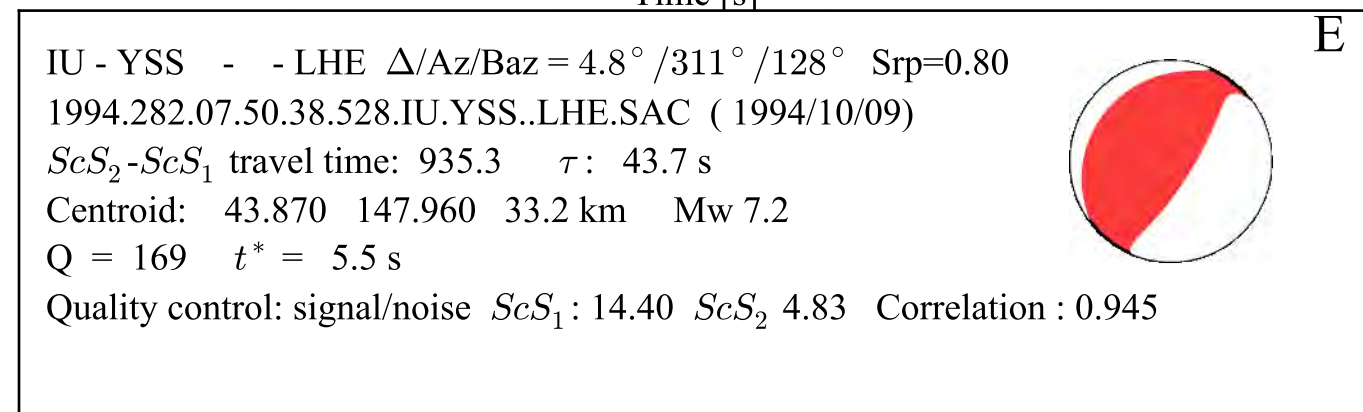 Time [s]
E
IU - YSS - - LHE Δ/Az/Baz = 4.8° /311° /128° Srp=0.80
1994.282.07.50.38.528.IU.YSS..LHE.SAC ( 1994/10/09)
ScS₂-ScS₁ travel time: 935.3 τ : 43.7 s
Centroid: 43.870 147.960 33.2 km Mw 7.2
Q = 169 t* = 5.5 s
Quality control: signal/noise ScS₁ : 14.40 ScS₂ 4.83 Correlation : 0.945